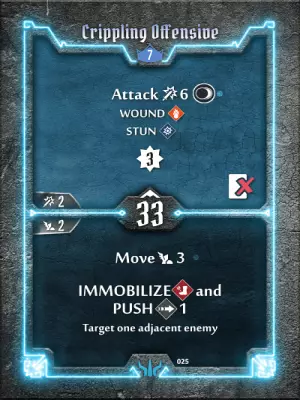 Crippling Offensive
7
Attack 6
WOUND
STUN
3
2
33
2
Move 3
IMMOBILIZE and
PUSH 1
Target one adjacent enemy
025